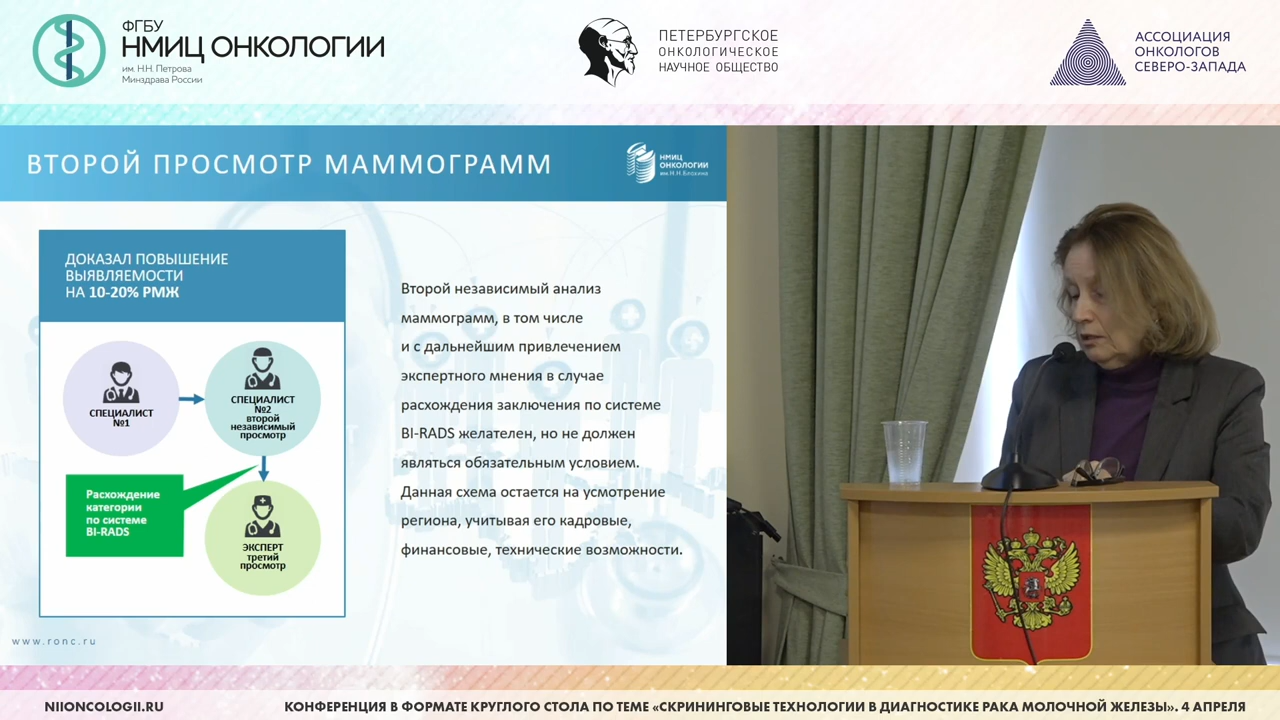 ФГБУ
НМИЦ ОНКОЛОГИИ
им. Н.Н. Петрова
Минздрава России
ПЕТЕРБУРГСКОЕ
ОНКОЛОГИЧЕСКОЕ
НАУЧНОЕ ОБЩЕСТВО
АССОЦИАЦИЯ
ОНКОЛОГОВ
СЕВЕРО-ЗАПАДА
ВТОРОЙ ПРОСМОТР МАММОГРАММ
НМИЦ
ОНКОЛОГИИ
им. Н.Н. Блохина
ДОКАЗАЛ ПОВЫШЕНИЕ
ВЫЯВЛЯЕМОСТИ
НА 10-20% РМЖ
СПЕЦИАЛИСТ
№1
СПЕЦИАЛИСТ
№2
второй
независимый
просмотр
Расхождение
категории
по системе
BI-RADS
ЭКСПЕРТ
третий
просмотр
Второй независимый анализ
маммограмм, в том числе
и с дальнейшим привлечением
экспертного мнения в случае
расхождения заключения по системе
BI-RADS желателен, но не должен
являться обязательным условием.
Данная схема остается на усмотрение
региона, учитывая его кадровые,
финансовые, технические возможности.
www.ronc.ru
NIIONCOLOGII.RU
КОНФЕРЕНЦИЯ В ФОРМАТЕ КРУГЛОГО СТОЛА ПО ТЕМЕ «СКРИНИНГОВЫЕ ТЕХНОЛОГИИ В ДИАГНОСТИКЕ РАКА МОЛОЧНОЙ ЖЕЛЕЗЫ». 4 АПРЕЛЯ